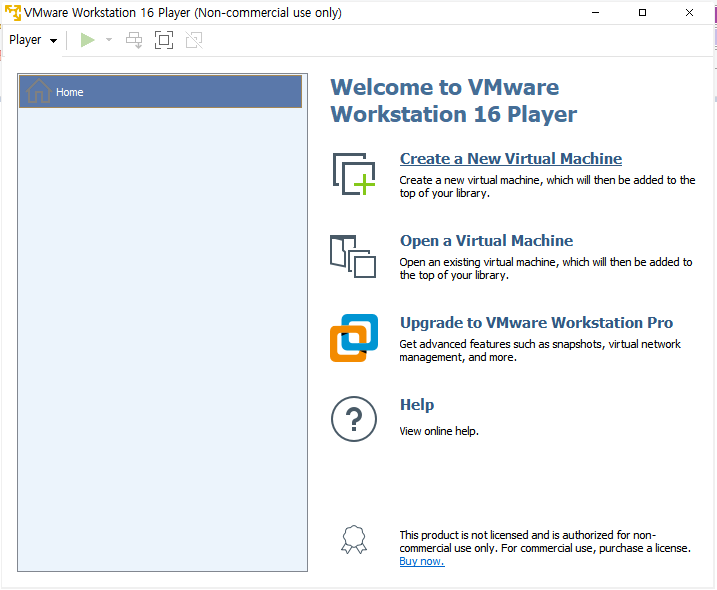 VMware Workstation 16 Player (Non-commercial use only)
Player
Home
Welcome to VMware
Workstation 16 Player
Create a New Virtual Machine
Create a new virtual machine, which will then be added to the
top of your library.
Open a Virtual Machine
Open an existing virtual machine, which will then be added to
the top of your library.
Upgrade to VMware Workstation Pro
Get advanced features such as snapshots, virtual network
management, and more.
?
Help
View online help.
This product is not licensed and is authorized for non-
commercial use only. For commercial use, purchase a license.
Buy now.